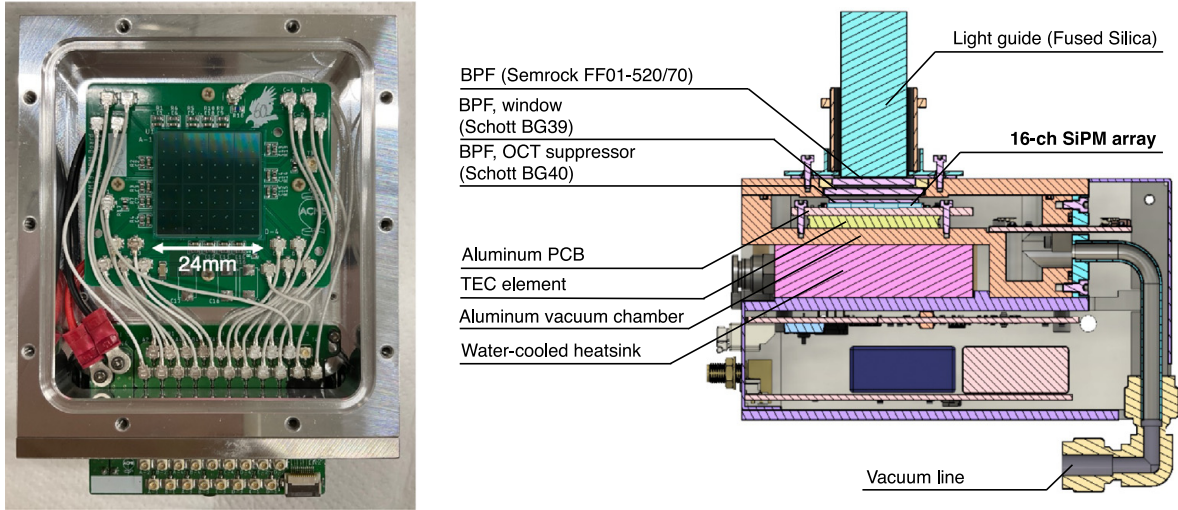 24mm
Light guide (Fused Silica)
BPF (Semrock FF01-520/70)
BPF, window
(Schott BG39)
BPF, OCT suppressor
(Schott BG40)
16-ch SiPM array
Aluminum PCB
TEC element
Aluminum vacuum chamber
Water-cooled heatsink
Vacuum line